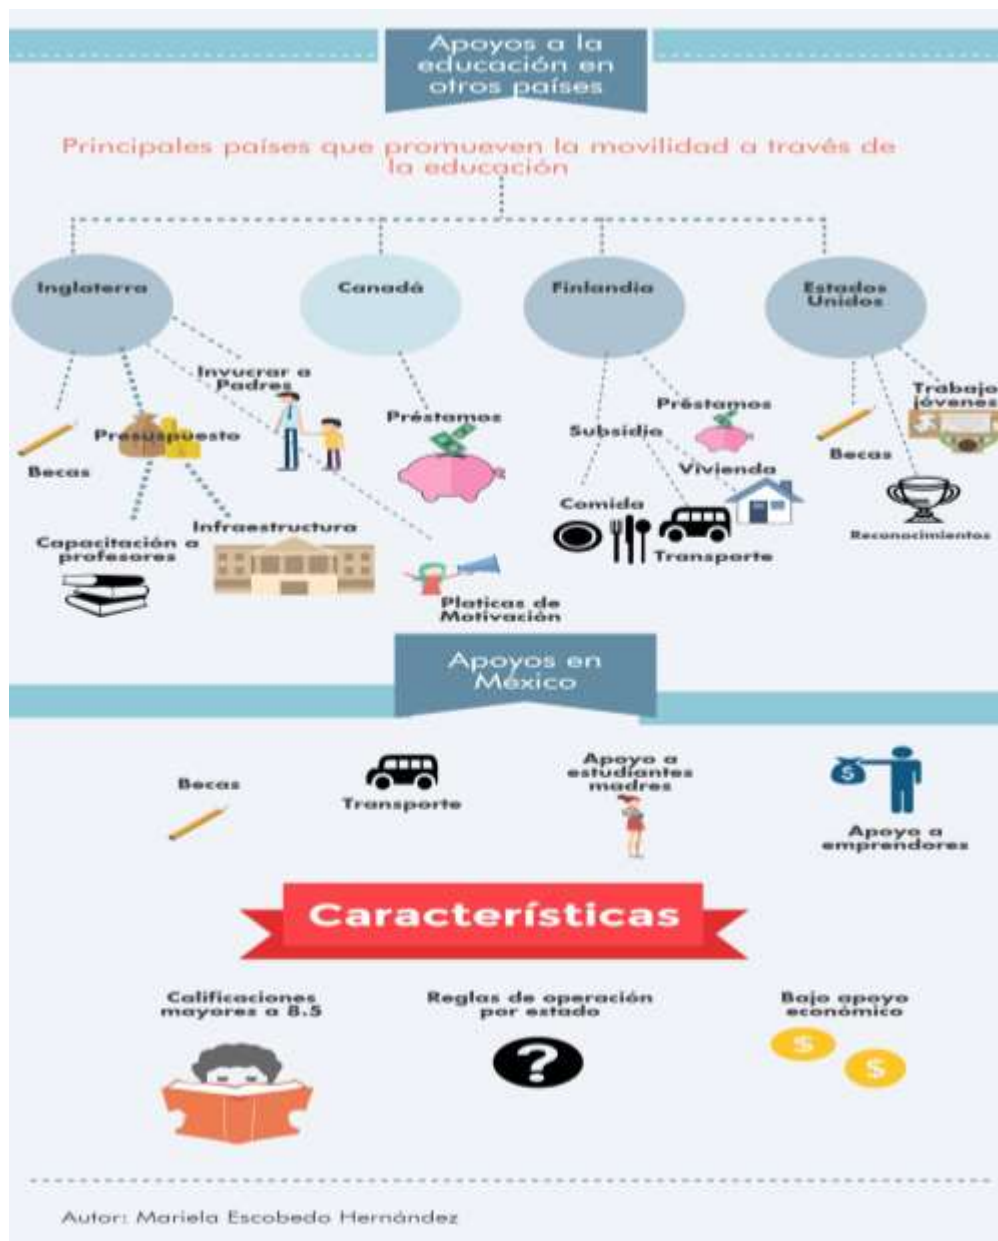 Apoyos a la
educación en
otros países
Principales países que promueven la movilidad a través de
la educación
Inglaterra
Canadá
Finlandia
Estados
Unidos
Invucrar a
Padres
Becas
Presuspuesto
Capacitación a
profesores
Infraestructura
Platicas de
Motivación
Préstamos
Préstamos
Subsidio
Vivienda
Comida
Transporte
Becas
Trabajo
jóvenes
Reconocimientos
Apoyos en
México
Becas
Transporte
Apoyo a
estudiantes
madres
$
Apoyo a
emprendores
Características
Calificaciones
mayores a 8.5
Reglas de operación
por estado
?
Bajo apoyo
económico
$
$
Autor: Mariela Escobedo Hernández